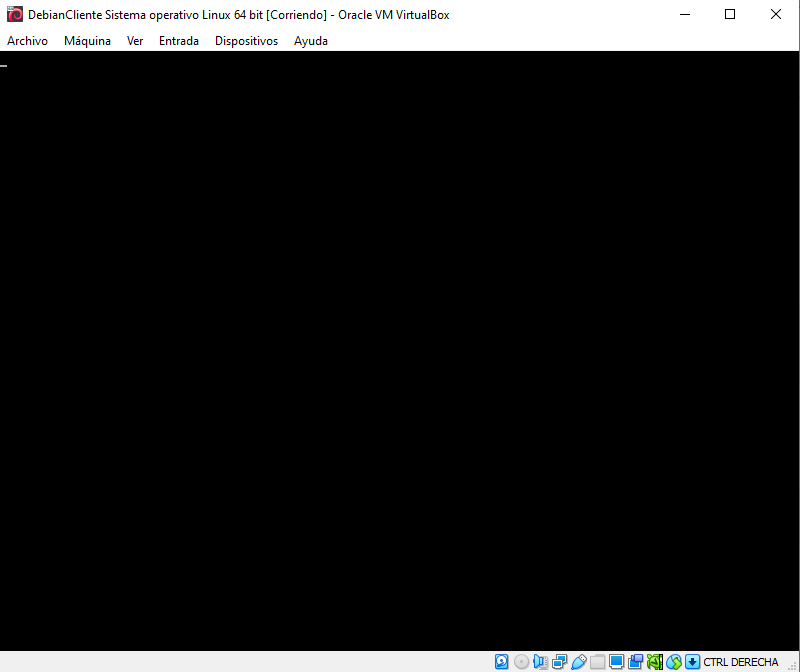 DebianCliente Sistema operativo Linux 64 bit [Corriendo] - Oracle VM VirtualBox
Archivo Máquina Ver Entrada Dispositivos Ayuda
CTRL DERECHA